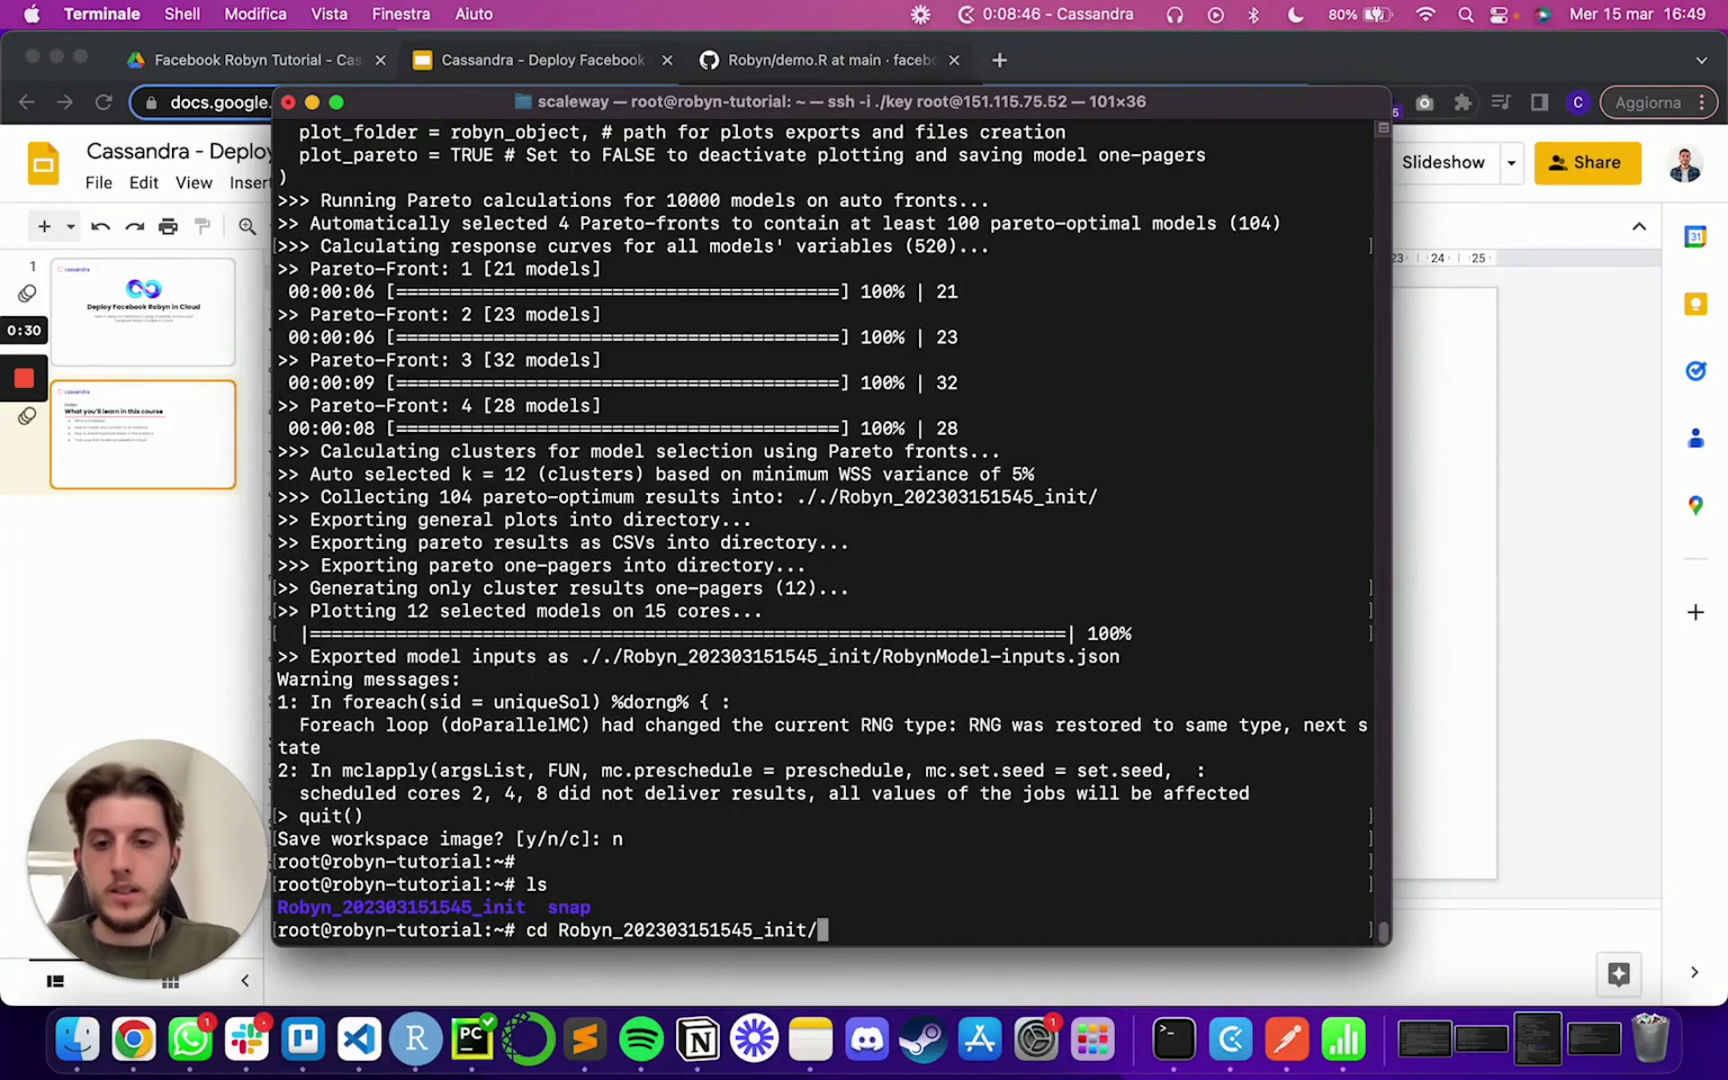 Terminale Shell Modifica Vista Finestra Aiuto
0:08:46 - Cassandra
80%
Mer 15 mar 16:49
Facebook Robyn Tutorial - Cas
Cassandra - Deploy Facebook
Robyn/demo.R at main · facebo
docs.google.
Aggiorna
C
scaleway — root@robyn-tutorial: ~ — ssh -i ./key root@151.115.75.52 — 101×36
Cassandra - Deploy
File Edit View Insert
Slideshow
Share
plot_folder = robyn_object, # path for plots exports and files creation
plot_pareto = TRUE # Set to FALSE to deactivate plotting and saving model one-pagers
)
>>> Running Pareto calculations for 10000 models on auto fronts...
>> Automatically selected 4 Pareto-fronts to contain at least 100 pareto-optimal models (104)
>>> Calculating response curves for all models' variables (520)...
>> Pareto-Front: 1 [21 models]
00:00:06 [=========================================] 100% | 21
>> Pareto-Front: 2 [23 models]
00:00:06 [=========================================] 100% | 23
>> Pareto-Front: 3 [32 models]
00:00:09 [=========================================] 100% | 32
>> Pareto-Front: 4 [28 models]
00:00:08 [=========================================] 100% | 28
>>> Calculating clusters for model selection using Pareto fronts...
>> Auto selected k = 12 (clusters) based on minimum WSS variance of 5%
>>> Collecting 104 pareto-optimum results into: ././Robyn_202303151545_init/
>> Exporting general plots into directory...
>> Exporting pareto results as CSVs into directory...
>>> Exporting pareto one-pagers into directory...
>> Generating only cluster results one-pagers (12)...
>> Plotting 12 selected models on 15 cores...
|======================================================================| 100%
>> Exported model inputs as ././Robyn_202303151545_init/RobynModel-inputs.json
Warning messages:
1: In foreach(sid = uniqueSol) %dorng% { :
Foreach loop (doParallelMC) had changed the current RNG type: RNG was restored to same type, next s
tate
2: In mclapply(argsList, FUN, mc.preschedule = preschedule, mc.set.seed = set.seed, :
scheduled cores 2, 4, 8 did not deliver results, all values of the jobs will be affected
> quit()
Save workspace image? [y/n/c]: n
root@robyn-tutorial:~#
root@robyn-tutorial:~# ls
Robyn_202303151545_init snap
root@robyn-tutorial:~# cd Robyn_202303151545_init/
23 24 25
1
cassandra
Deploy Facebook Robyn in Cloud
0:30
cassandra
What you'll learn in this course
31
1
PC
1